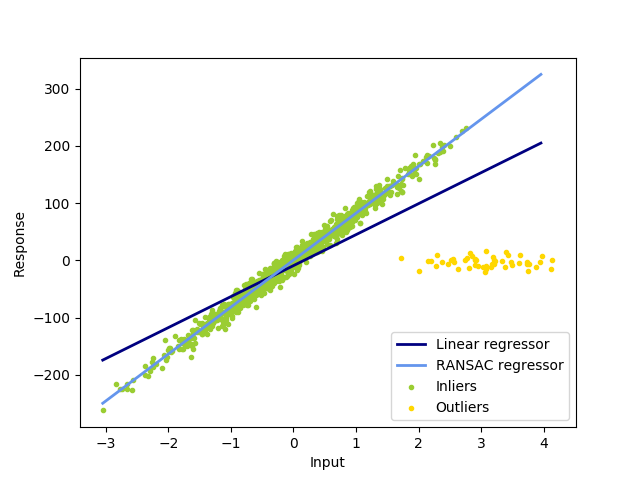 300
200
100
0
−100
−200
Response
−3 −2 −1 0 1 2 3 4
Input
Linear regressor
RANSAC regressor
Inliers
Outliers